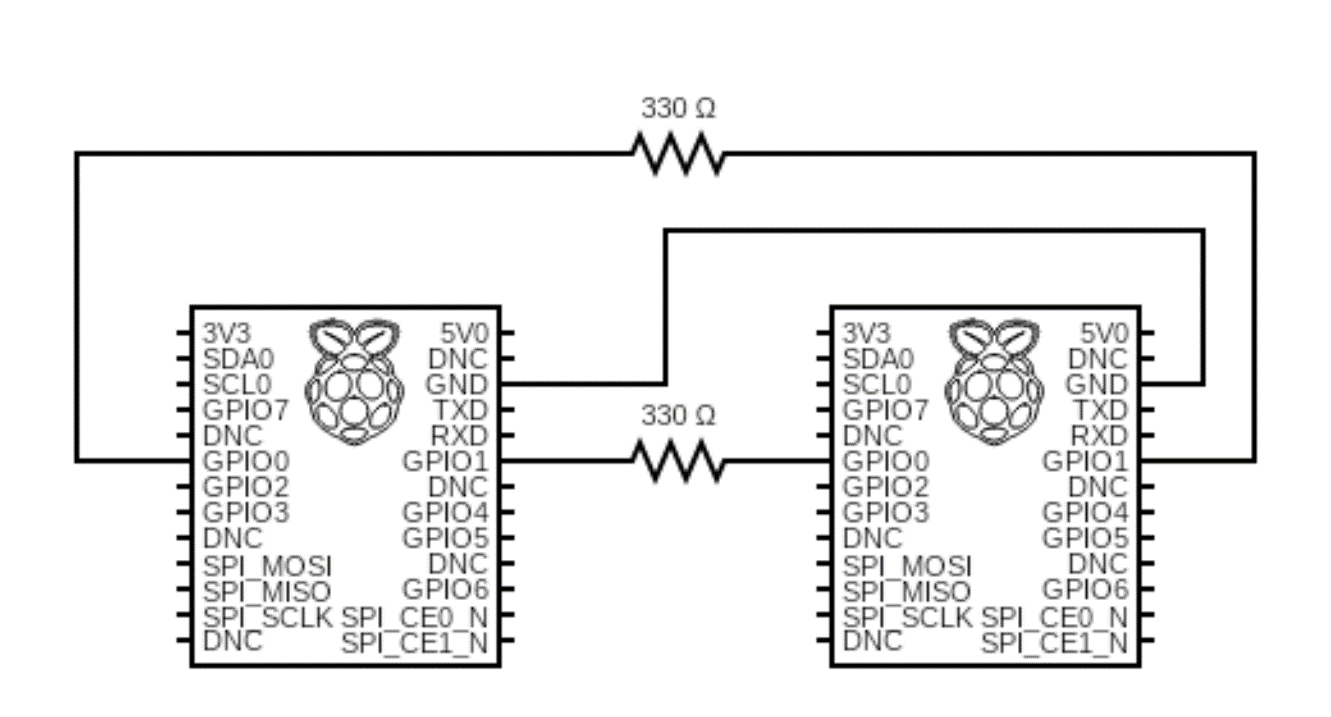 330 Ω
330 Ω
3V3 5V0
SDA0 DNC
SCL0 GND
GPIO7 TXD
DNC RXD
GPIO0 GPIO1
GPIO2 DNC
GPIO3 GPIO4
DNC GPIO5
SPI_MOSI DNC
SPI_MISO GPIO6
SPI_SCLK SPI_CE0_N
DNC SPI_CE1_N
3V3 5V0
SDA0 DNC
SCL0 GND
GPIO7 TXD
DNC RXD
GPIO0 GPIO1
GPIO2 DNC
GPIO3 GPIO4
DNC GPIO5
SPI_MOSI DNC
SPI_MISO GPIO6
SPI_SCLK SPI_CE0_N
DNC SPI_CE1_N